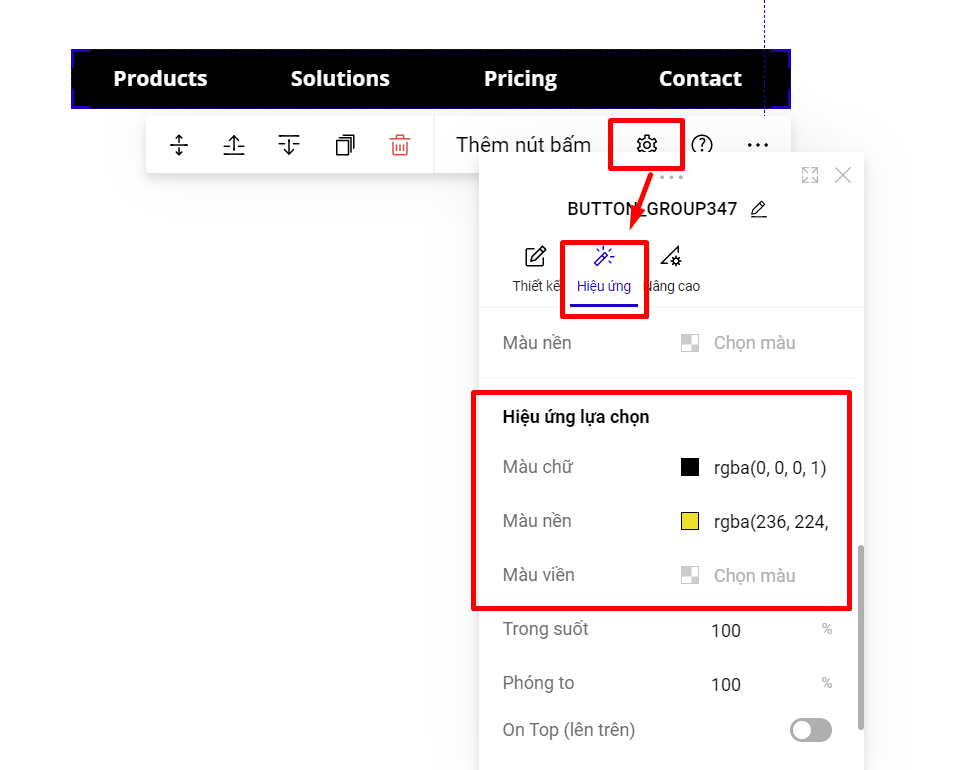 Products Solutions Pricing Contact
Thêm nút bấm
BUTTON_GROUP347
Thiết kế Hiệu ứng Nâng cao
Màu nền Chọn màu
Hiệu ứng lựa chọn
Màu chữ rgba(0, 0, 0, 1)
Màu nền rgba(236, 224,
Màu viền Chọn màu
Trong suốt 100 %
Phóng to 100 %
On Top (lên trên)